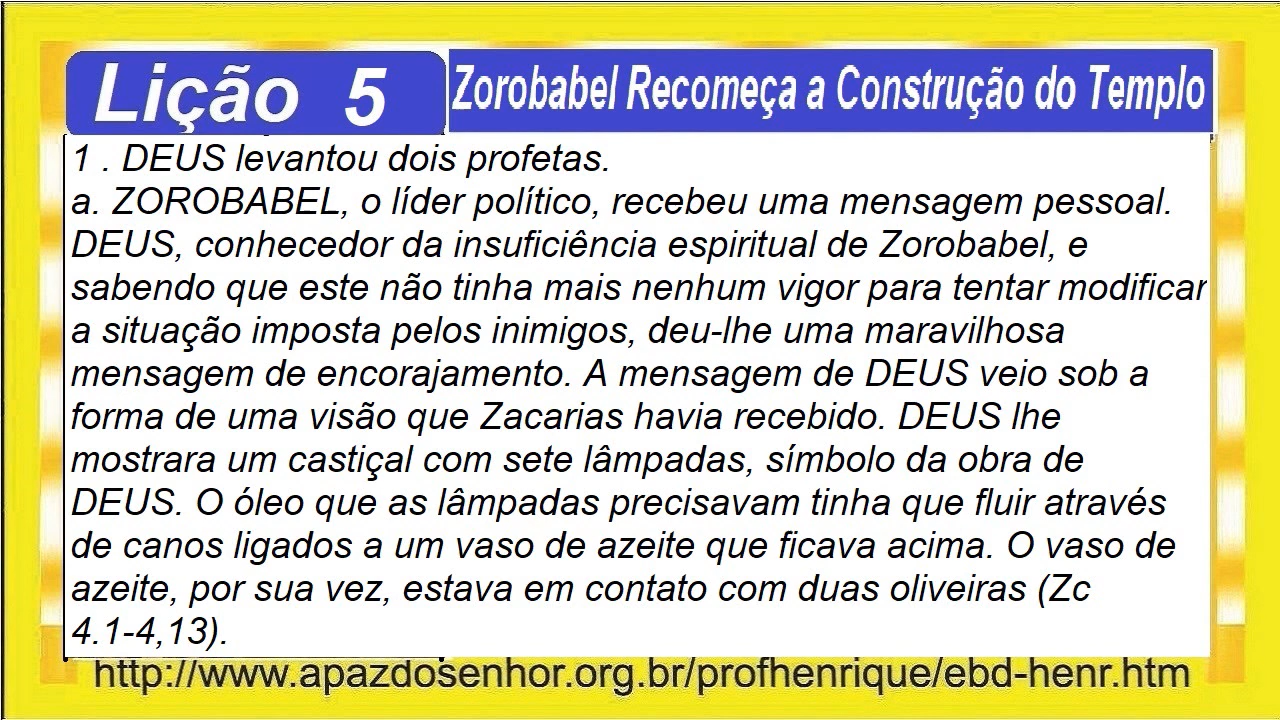 Lição 5
Zorobabel Recomeça a Construção do Templo
1 . DEUS levantou dois profetas.
a. ZOROBABEL, o líder político, recebeu uma mensagem pessoal.
DEUS, conhecedor da insuficiência espiritual de Zorobabel, e
sabendo que este não tinha mais nenhum vigor para tentar modificar
a situação imposta pelos inimigos, deu-lhe uma maravilhosa
mensagem de encorajamento. A mensagem de DEUS veio sob a
forma de uma visão que Zacarias havia recebido. DEUS lhe
mostrara um castiçal com sete lâmpadas, símbolo da obra de
DEUS. O óleo que as lâmpadas precisavam tinha que fluir através
de canos ligados a um vaso de azeite que ficava acima. O vaso de
azeite, por sua vez, estava em contato com duas oliveiras (Zc
4.1-4,13).
http://www.apazdosenhor.org.br/profhenrique/ebd-henr.htm